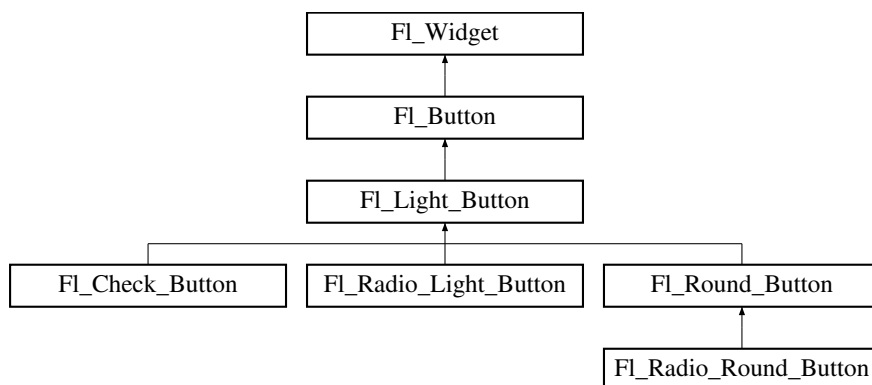 Fl_Widget
Fl_Button
Fl_Light_Button
Fl_Check_Button
Fl_Radio_Light_Button
Fl_Round_Button
Fl_Radio_Round_Button